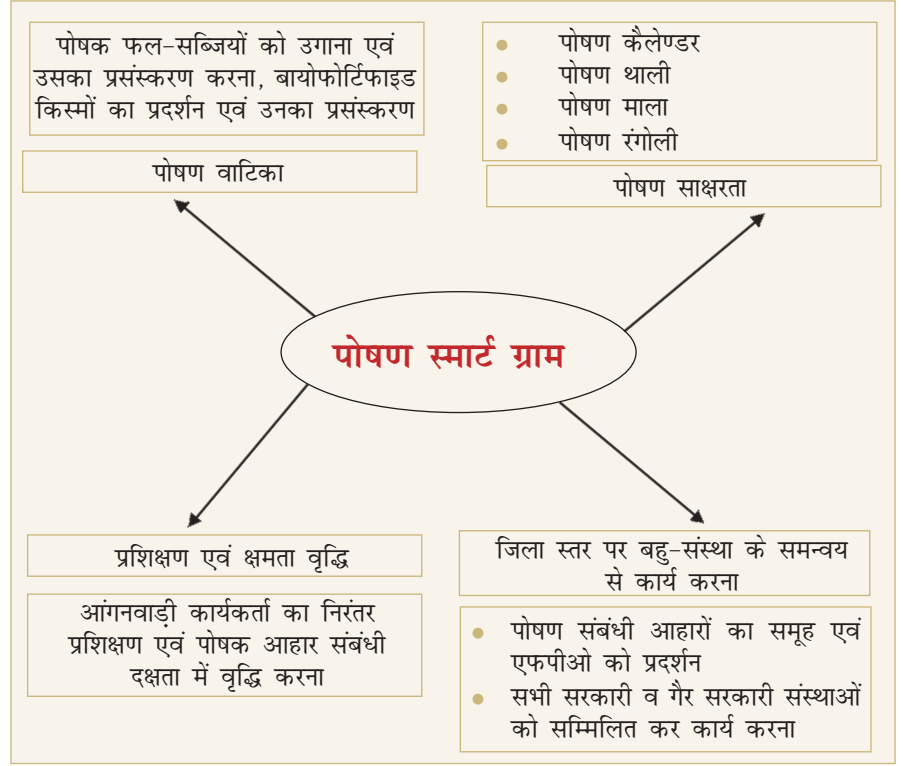 पोषक फल-सब्जियों को उगाना एवं
उसका प्रसंस्करण करना, बायोफोर्टिफाइड
किस्मों का प्रदर्शन एवं उनका प्रसंस्करण
पोषण वाटिका
• पोषण कैलेण्डर
• पोषण थाली
• पोषण माला
• पोषण रंगोली
पोषण साक्षरता
पोषण स्मार्ट ग्राम
प्रशिक्षण एवं क्षमता वृद्धि
आंगनवाड़ी कार्यकर्ता का निरंतर
प्रशिक्षण एवं पोषक आहार संबंधी
दक्षता में वृद्धि करना
जिला स्तर पर बहु-संस्था के समन्वय
से कार्य करना
• पोषण संबंधी आहारों का समूह एवं
एफपीओ को प्रदर्शन
• सभी सरकारी व गैर सरकारी संस्थाओं
को सम्मिलित कर कार्य करना